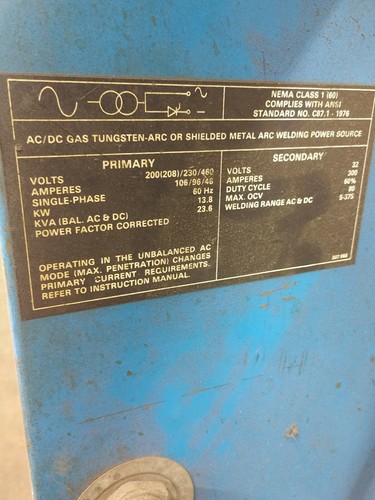 NEMA CLASS 1 (60)
COMPLIES WITH ANSI
STANDARD NO. C87.1 - 1976
AC/DC GAS TUNGSTEN-ARC OR SHIELDED METAL ARC WELDING POWER SOURCE
PRIMARY
VOLTS 200(208)/230/460
AMPERES 106/96/48
SINGLE-PHASE 60 Hz
KW 13.8
KVA (BAL. AC & DC) 23.6
POWER FACTOR CORRECTED
OPERATING IN THE UNBALANCED AC
MODE (MAX. PENETRATION) CHANGES
PRIMARY CURRENT REQUIREMENTS.
REFER TO INSTRUCTION MANUAL.
SECONDARY
VOLTS 32
AMPERES 300
DUTY CYCLE 60%
MAX. OCV 80
WELDING RANGE AC & DC 5-375